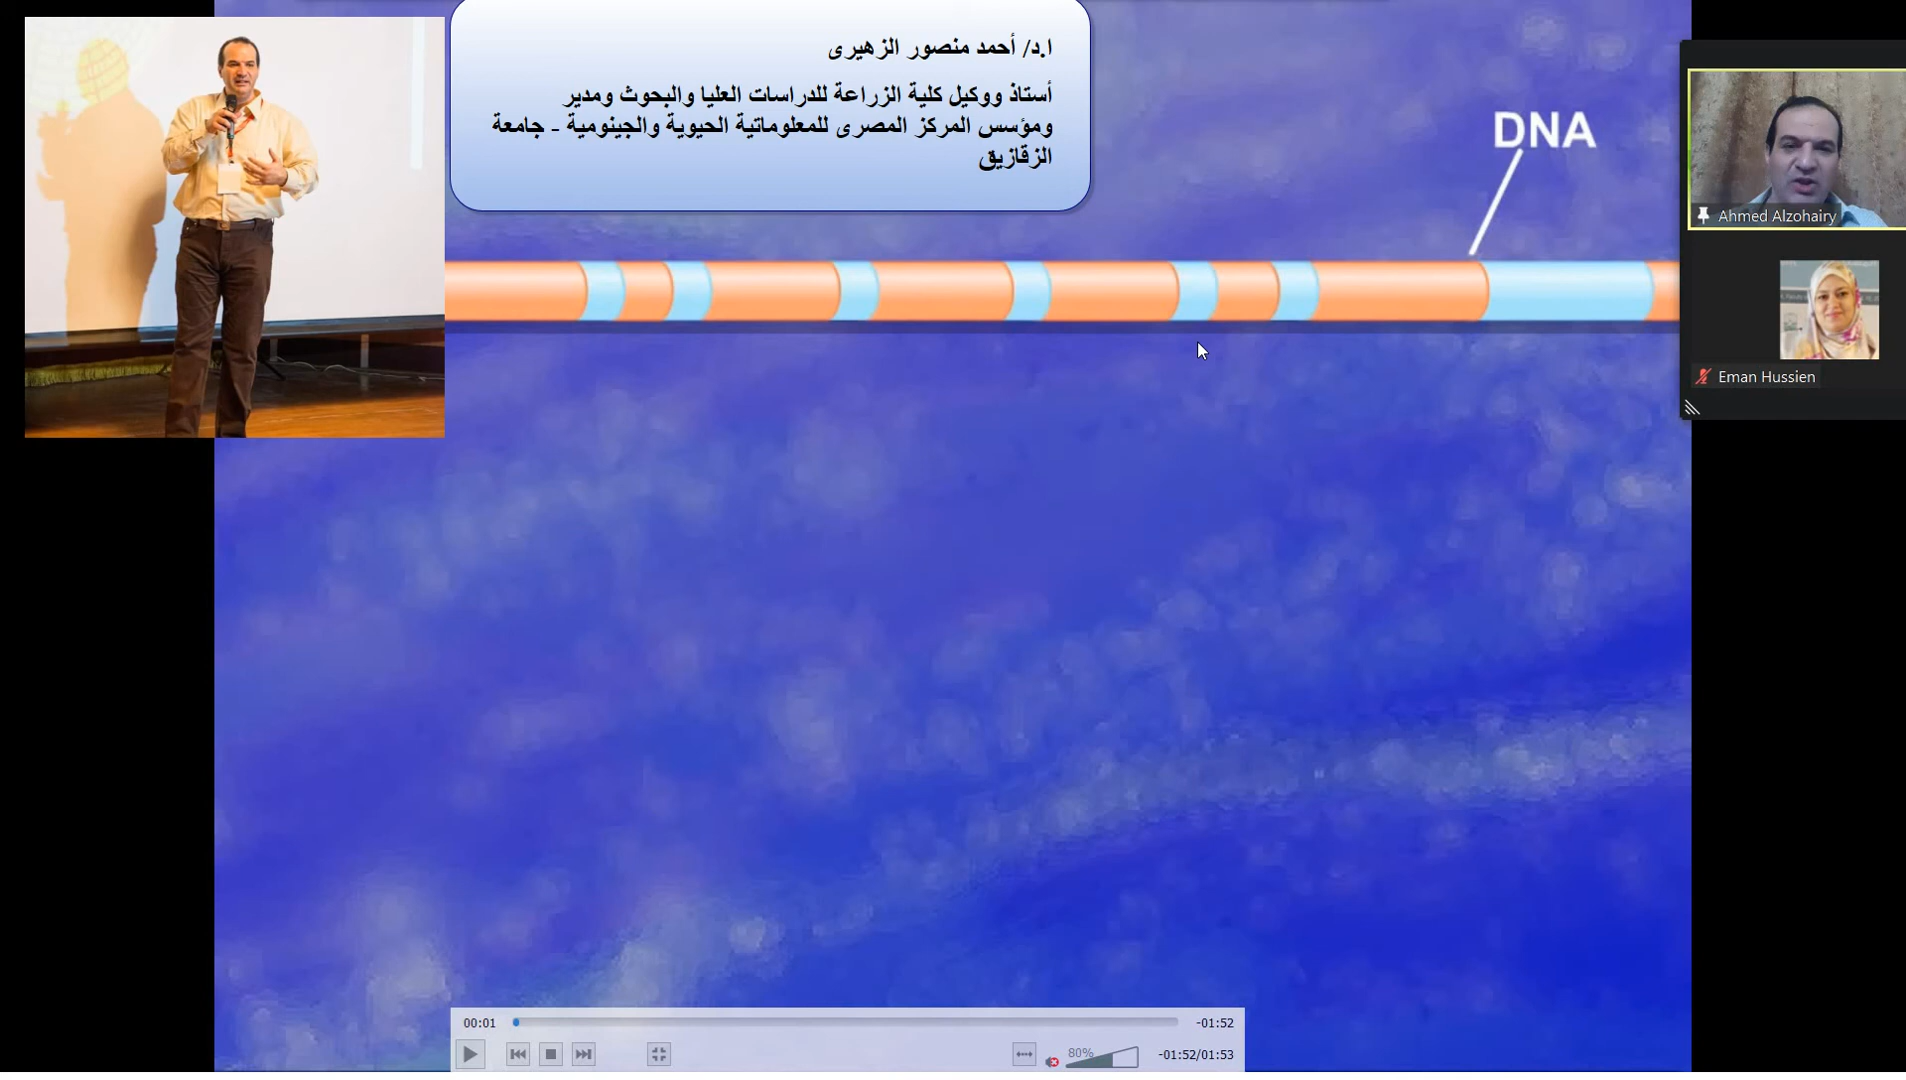 ا.د/ أحمد منصور الزهيرى
أستاذ ووكيل كلية الزراعة للدراسات العليا والبحوث ومدير
ومؤسس المركز المصرى للمعلوماتية الحيوية والجينومية - جامعة
الزقازيق
DNA
Ahmed Alzohairy
Eman Hussien
00:01
-01:52
80%
-01:52/01:53